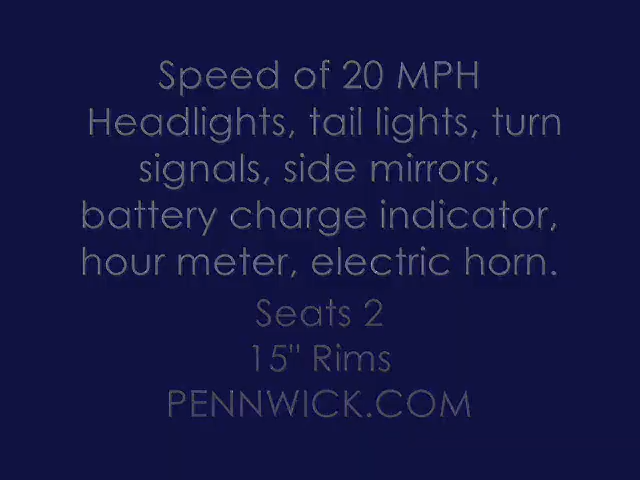 Speed of 20 MPH
Headlights, tail lights, turn
signals, side mirrors,
battery charge indicator,
hour meter, electric horn.
Seats 2
15" Rims
PENNWICK.COM